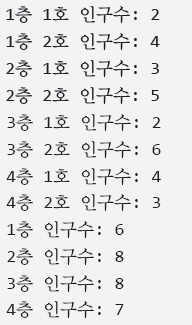 1층 1호 인구수: 2
1층 2호 인구수: 4
2층 1호 인구수: 3
2층 2호 인구수: 5
3층 1호 인구수: 2
3층 2호 인구수: 6
4층 1호 인구수: 4
4층 2호 인구수: 3
1층 인구수: 6
2층 인구수: 8
3층 인구수: 8
4층 인구수: 7